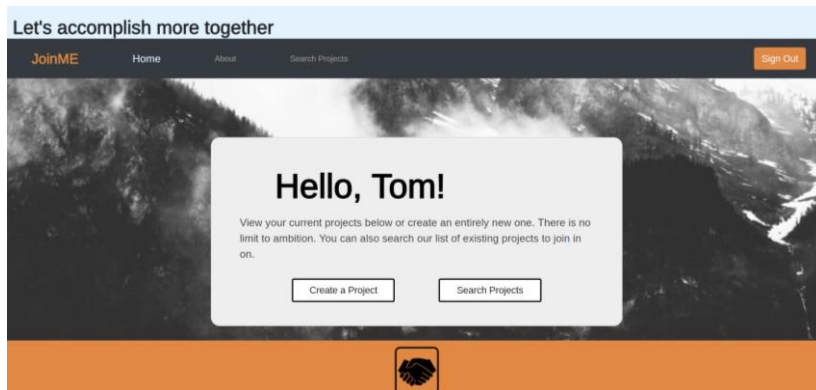 Let's accomplish more together
JoinME Home About Search Projects Sign Out
Hello, Tom!
View your current projects below or create an entirely new one. There is no
limit to ambition. You can also search our list of existing projects to join in
on.
Create a Project Search Projects